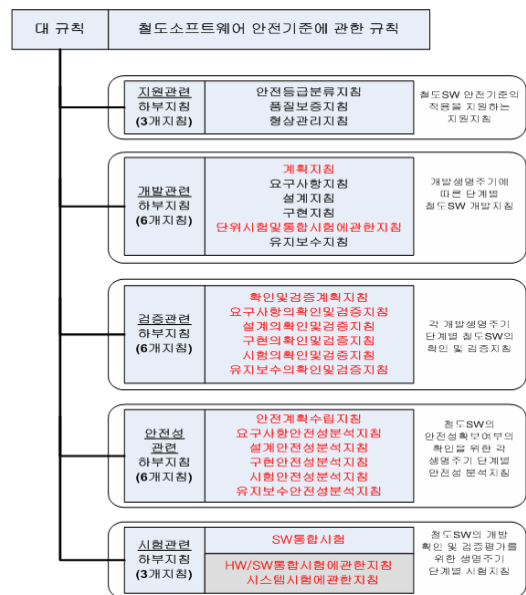 대 규칙
철도소프트웨어 안전기준에 관한 규칙
지원관련
하부지침
(3개지침)
안전등급분류지침
품질보증지침
형상관리지침
철도SW 안전기준의
적용을 지원하는
지원지침
개발관련
하부지침
(6개지침)
계획지침
요구사항지침
설계지침
구현지침
단위시험및통합시험에관한지침
유지보수지침
개발생명주기에
따른 단계별
철도SW 개발지침
검증관련
하부지침
(6개지침)
확인및검증계획지침
요구사항의확인및검증지침
설계의확인및검증지침
구현의확인및검증지침
시험의확인및검증지침
유지보수의확인및검증지침
각 개발생명주기
단계별 철도SW의
확인 및 검증지침
안전성
관련
하부지침
(6개지침)
안전계획수립지침
요구사항안전성분석지침
설계안전성분석지침
구현안전성분석지침
시험안전성분석지침
유지보수안전성분석지침
철도SW의
안전성확보여부의
확인을 위한 각
생명주기 단계별
안전성 분석지침
시험관련
하부지침
(3개지침)
SW통합시험
HW/SW통합시험에관한지침
시스템시험에관한지침
철도SW의 개발
확인 및 검증평가를
위한 생명주기
단계별 시험지침